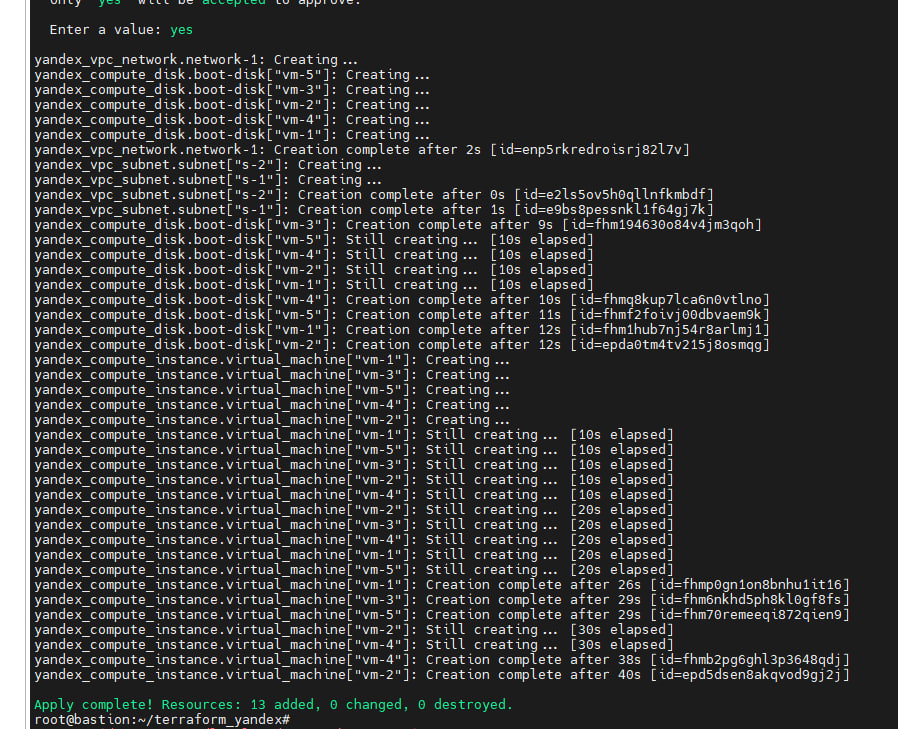 only 'yes' will be accepted to approve.
Enter a value: yes
yandex_vpc_network.network-1: Creating...
yandex_compute_disk.boot-disk["vm-5"]: Creating...
yandex_compute_disk.boot-disk["vm-3"]: Creating...
yandex_compute_disk.boot-disk["vm-2"]: Creating...
yandex_compute_disk.boot-disk["vm-4"]: Creating...
yandex_compute_disk.boot-disk["vm-1"]: Creating...
yandex_vpc_network.network-1: Creation complete after 2s [id=enp5rkredroisrj82l7v]
yandex_vpc_subnet.subnet["s-2"]: Creating...
yandex_vpc_subnet.subnet["s-1"]: Creating...
yandex_vpc_subnet.subnet["s-2"]: Creation complete after 0s [id=e2ls5ov5h0qllnfkmbdf]
yandex_vpc_subnet.subnet["s-1"]: Creation complete after 1s [id=e9bs8pessnkl1f64gj7k]
yandex_compute_disk.boot-disk["vm-3"]: Creation complete after 9s [id=fhm194630o84v4jm3qoh]
yandex_compute_disk.boot-disk["vm-5"]: Still creating... [10s elapsed]
yandex_compute_disk.boot-disk["vm-4"]: Still creating... [10s elapsed]
yandex_compute_disk.boot-disk["vm-2"]: Still creating... [10s elapsed]
yandex_compute_disk.boot-disk["vm-1"]: Still creating... [10s elapsed]
yandex_compute_disk.boot-disk["vm-4"]: Creation complete after 10s [id=fhmq8kup7lca6n0vtlno]
yandex_compute_disk.boot-disk["vm-5"]: Creation complete after 11s [id=fhmf2foivj00dbvaem9k]
yandex_compute_disk.boot-disk["vm-1"]: Creation complete after 12s [id=fhm1hub7nj54r8arlmj1]
yandex_compute_disk.boot-disk["vm-2"]: Creation complete after 12s [id=epda0tm4tv215j8osmqg]
yandex_compute_instance.virtual_machine["vm-1"]: Creating...
yandex_compute_instance.virtual_machine["vm-3"]: Creating...
yandex_compute_instance.virtual_machine["vm-5"]: Creating...
yandex_compute_instance.virtual_machine["vm-4"]: Creating...
yandex_compute_instance.virtual_machine["vm-2"]: Creating...
yandex_compute_instance.virtual_machine["vm-1"]: Still creating... [10s elapsed]
yandex_compute_instance.virtual_machine["vm-5"]: Still creating... [10s elapsed]
yandex_compute_instance.virtual_machine["vm-3"]: Still creating... [10s elapsed]
yandex_compute_instance.virtual_machine["vm-2"]: Still creating... [10s elapsed]
yandex_compute_instance.virtual_machine["vm-4"]: Still creating... [10s elapsed]
yandex_compute_instance.virtual_machine["vm-2"]: Still creating... [20s elapsed]
yandex_compute_instance.virtual_machine["vm-3"]: Still creating... [20s elapsed]
yandex_compute_instance.virtual_machine["vm-4"]: Still creating... [20s elapsed]
yandex_compute_instance.virtual_machine["vm-1"]: Still creating... [20s elapsed]
yandex_compute_instance.virtual_machine["vm-5"]: Still creating... [20s elapsed]
yandex_compute_instance.virtual_machine["vm-1"]: Creation complete after 26s [id=fhmp0gn1on8bnhu1it16]
yandex_compute_instance.virtual_machine["vm-3"]: Creation complete after 29s [id=fhm6nkhd5ph8kl0gf8fs]
yandex_compute_instance.virtual_machine["vm-5"]: Creation complete after 29s [id=fhm70remeeqi872qien9]
yandex_compute_instance.virtual_machine["vm-2"]: Still creating... [30s elapsed]
yandex_compute_instance.virtual_machine["vm-4"]: Still creating... [30s elapsed]
yandex_compute_instance.virtual_machine["vm-4"]: Creation complete after 38s [id=fhmb2pg6ghl3p3648qdj]
yandex_compute_instance.virtual_machine["vm-2"]: Creation complete after 40s [id=epd5dsen8akqvod9gj2j]
Apply complete! Resources: 13 added, 0 changed, 0 destroyed.
root@bastion:~/terraform_yandex#